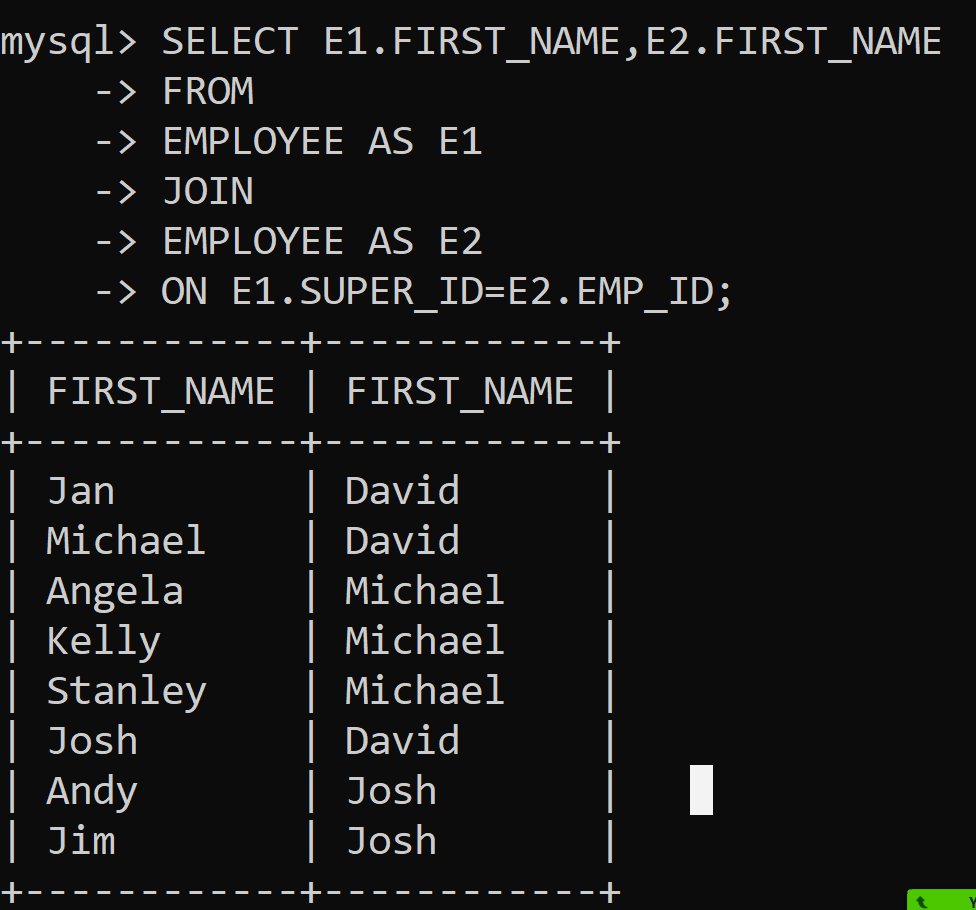 mysql> SELECT E1.FIRST_NAME,E2.FIRST_NAME
    -> FROM
    -> EMPLOYEE AS E1
    -> JOIN
    -> EMPLOYEE AS E2
    -> ON E1.SUPER_ID=E2.EMP_ID;
+------------+------------+
| FIRST_NAME | FIRST_NAME |
+------------+------------+
| Jan        | David      |
| Michael    | David      |
| Angela     | Michael    |
| Kelly      | Michael    |
| Stanley    | Michael    |
| Josh       | David      |
| Andy       | Josh       |
| Jim        | Josh       |
+------------+------------+